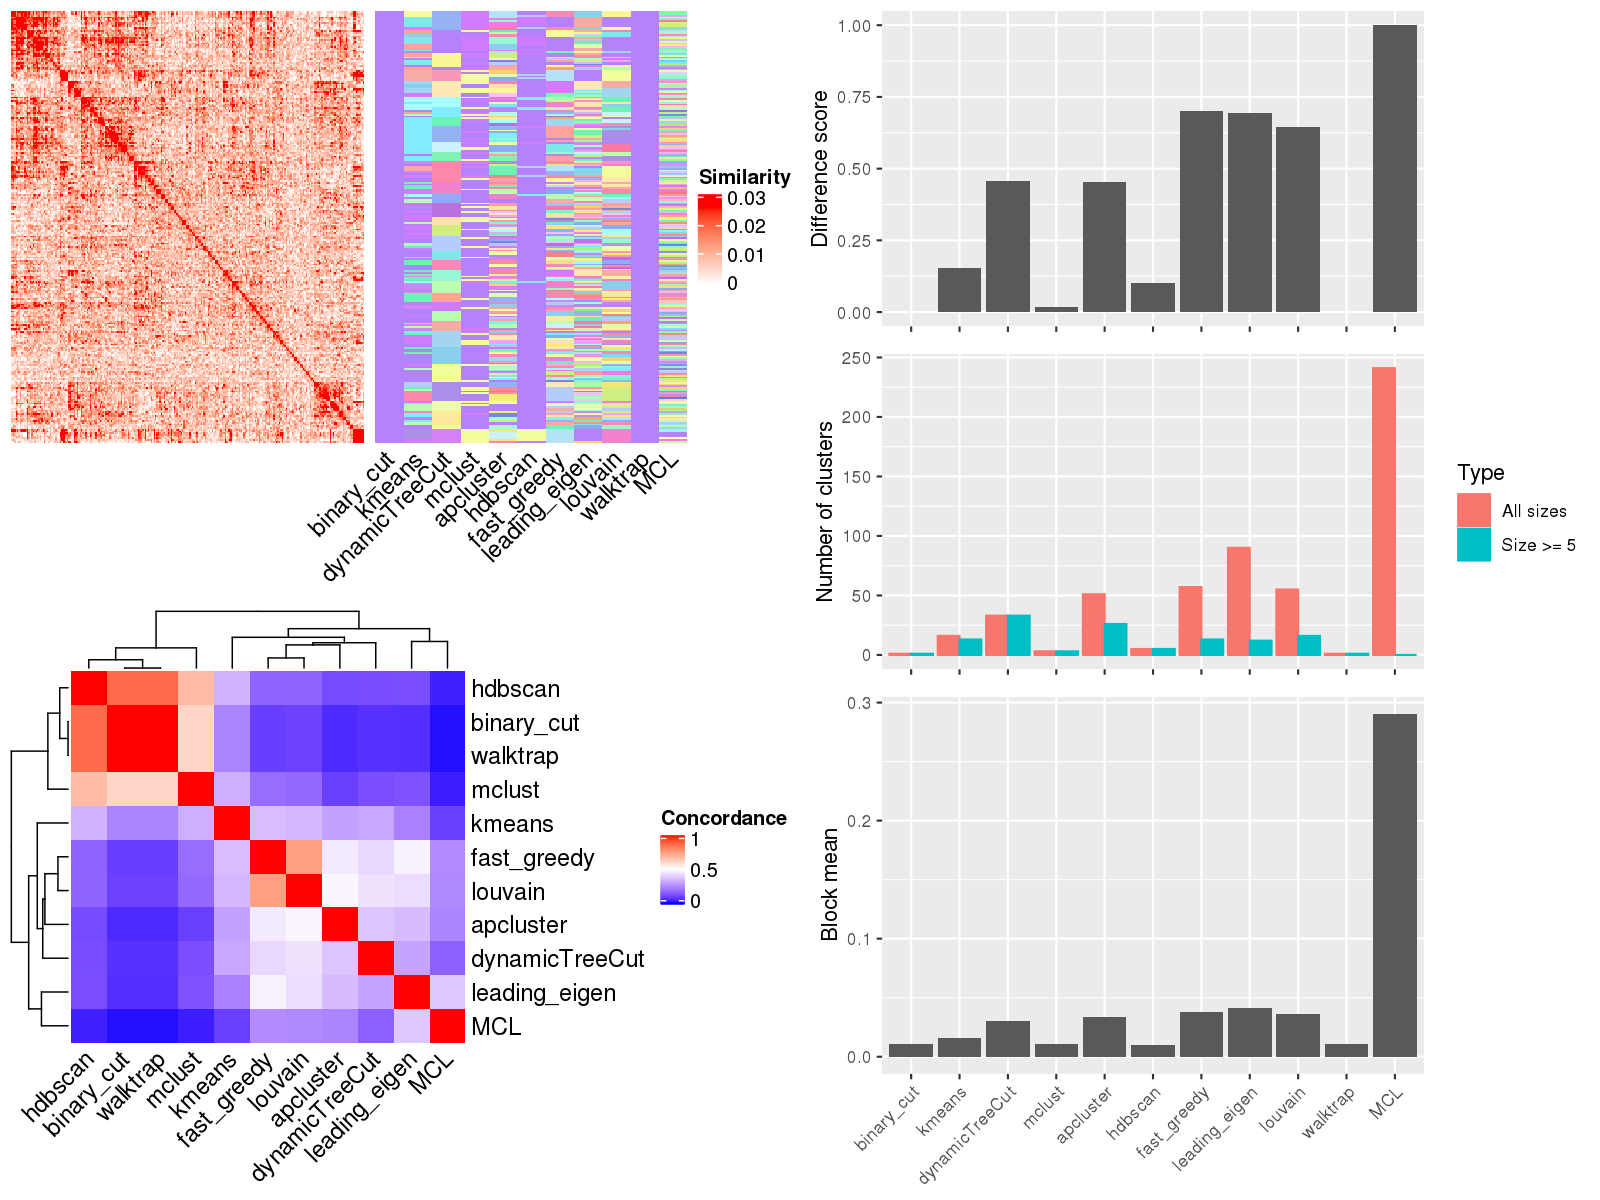 Similarity
0.03
0.02
0.01
0
binary_cut
kmeans
dynamicTreeCut
mclust
apcluster
hdbscan
fast_greedy
leading_eigen
louvain
walktrap
MCL
hdbscan
binary_cut
walktrap
mclust
kmeans
fast_greedy
louvain
apcluster
dynamicTreeCut
leading_eigen
MCL
Concordance
1
0.5
0
hdbscan
binary_cut
walktrap
mclust
kmeans
fast_greedy
louvain
apcluster
dynamicTreeCut
leading_eigen
MCL
Difference score
1.00
0.75
0.50
0.25
0.00
Number of clusters
250
200
150
100
50
0
Type
All sizes
Size >= 5
Block mean
0.3
0.2
0.1
0.0
binary_cut
kmeans
dynamicTreeCut
mclust
apcluster
hdbscan
fast_greedy
leading_eigen
louvain
walktrap
MCL